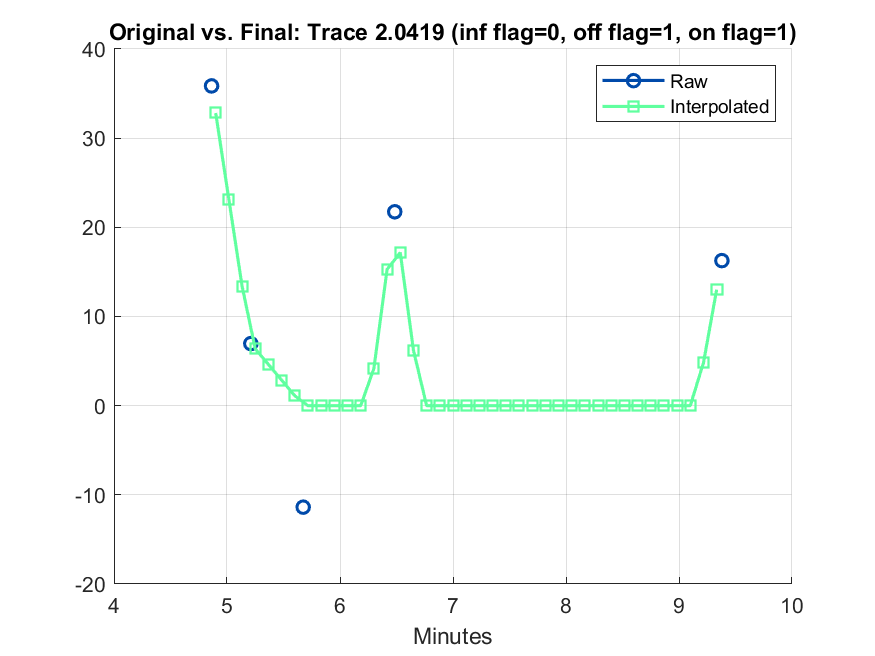 Original vs. Final: Trace 2.0419 (inf flag=0, off flag=1, on flag=1)
40
30
20
10
0
-10
-20
Raw
Interpolated
4 5 6 7 8 9 10
Minutes